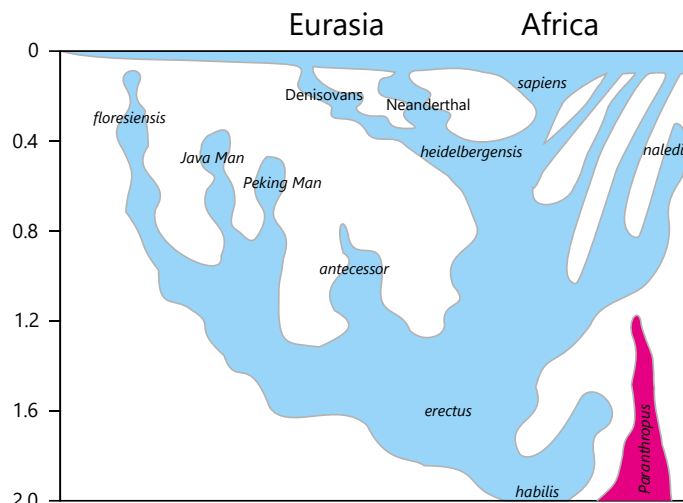 Eurasia Africa
0
sapiens
Denisovans
Neanderthal
floresiensis
0.4
Java Man
heidelbergensis
naledi
Peking Man
0.8
antecessor
1.2
1.6
erectus
Paranthropus
habilis
2.0